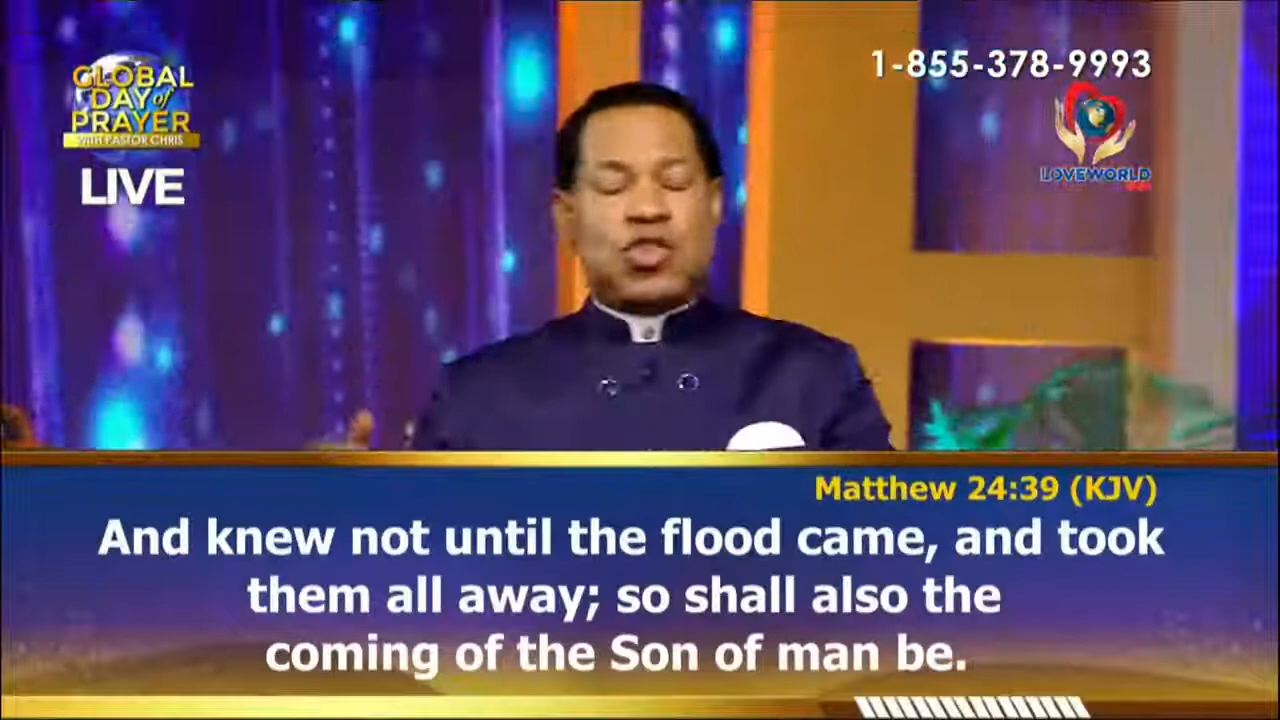 GLOBAL
DAY of
PRAYER
WITH PASTOR CHRIS
LIVE
1-855-378-9993
LOVEWORLD
Matthew 24:39 (KJV)
And knew not until the flood came, and took
them all away; so shall also the
coming of the Son of man be.